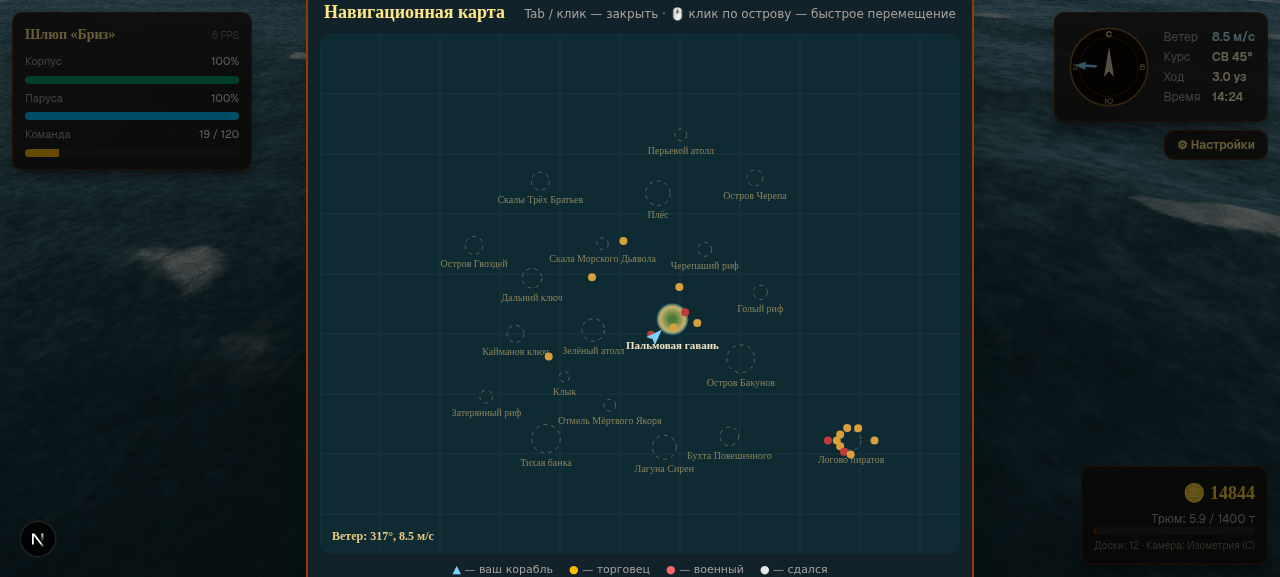 Навигационная карта
Tab / клик — закрыть · 🖱️ клик по острову — быстрое перемещение
Шлюп «Бриз»
6 FPS
Корпус 100%
Паруса 100%
Команда 19 / 120
С
З
В
Ю
Ветер 8.5 м/с
Курс СВ 45°
Ход 3.0 уз
Время 14:24
⚙ Настройки
Перьевой атолл
Скалы Трёх Братьев
Остров Черепа
Плёс
Скала Морского Дьявола
Остров Гвоздей
Черепаший риф
Дальний ключ
Голый риф
Пальмовая гавань
Кайманов ключ
Зелёный атолл
Остров Бакунов
Клык
Затерянный риф
Отмель Мёртвого Якоря
Бухта Повешенного
Логово пиратов
Тихая банка
Лагуна Сирен
Ветер: 317°, 8.5 м/с
▲ — ваш корабль ● — торговец ● — военный ● — сдался
N
🪙 14844
Трюм: 5.9 / 1400 т
Доски: 12 · Камера: Изометрия (C)